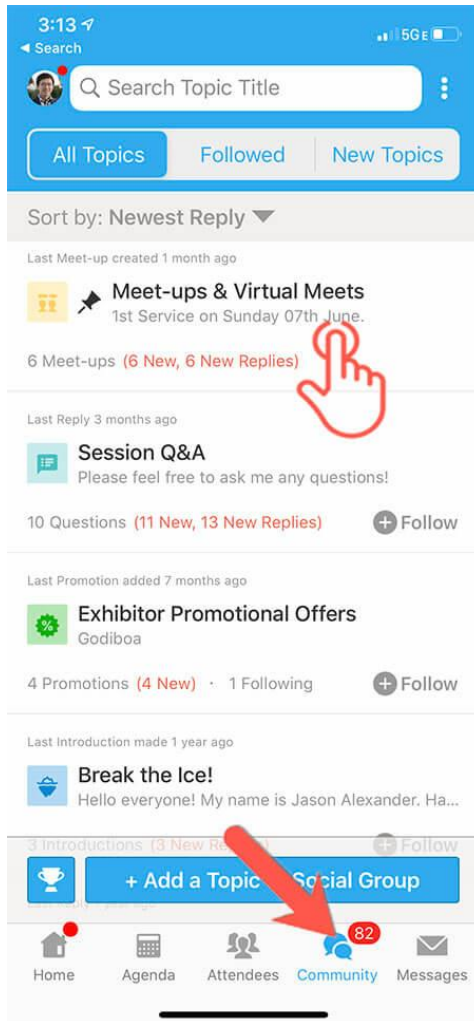 3:13
5GE
◀ Search
Search Topic Title
All Topics Followed New Topics
Sort by: Newest Reply
Last Meet-up created 1 month ago
Meet-ups & Virtual Meets
1st Service on Sunday 07th June.
6 Meet-ups (6 New, 6 New Replies)
Last Reply 3 months ago
Session Q&A
Please feel free to ask me any questions!
10 Questions (11 New, 13 New Replies) Follow
Last Promotion added 7 months ago
Exhibitor Promotional Offers
Godiboa
4 Promotions (4 New) · 1 Following Follow
Last Introduction made 1 year ago
Break the Ice!
Hello everyone! My name is Jason Alexander. Ha...
3 Introductions (3 New Follow
+ Add a Topic Social Group
82
Home Agenda Attendees Community Messages